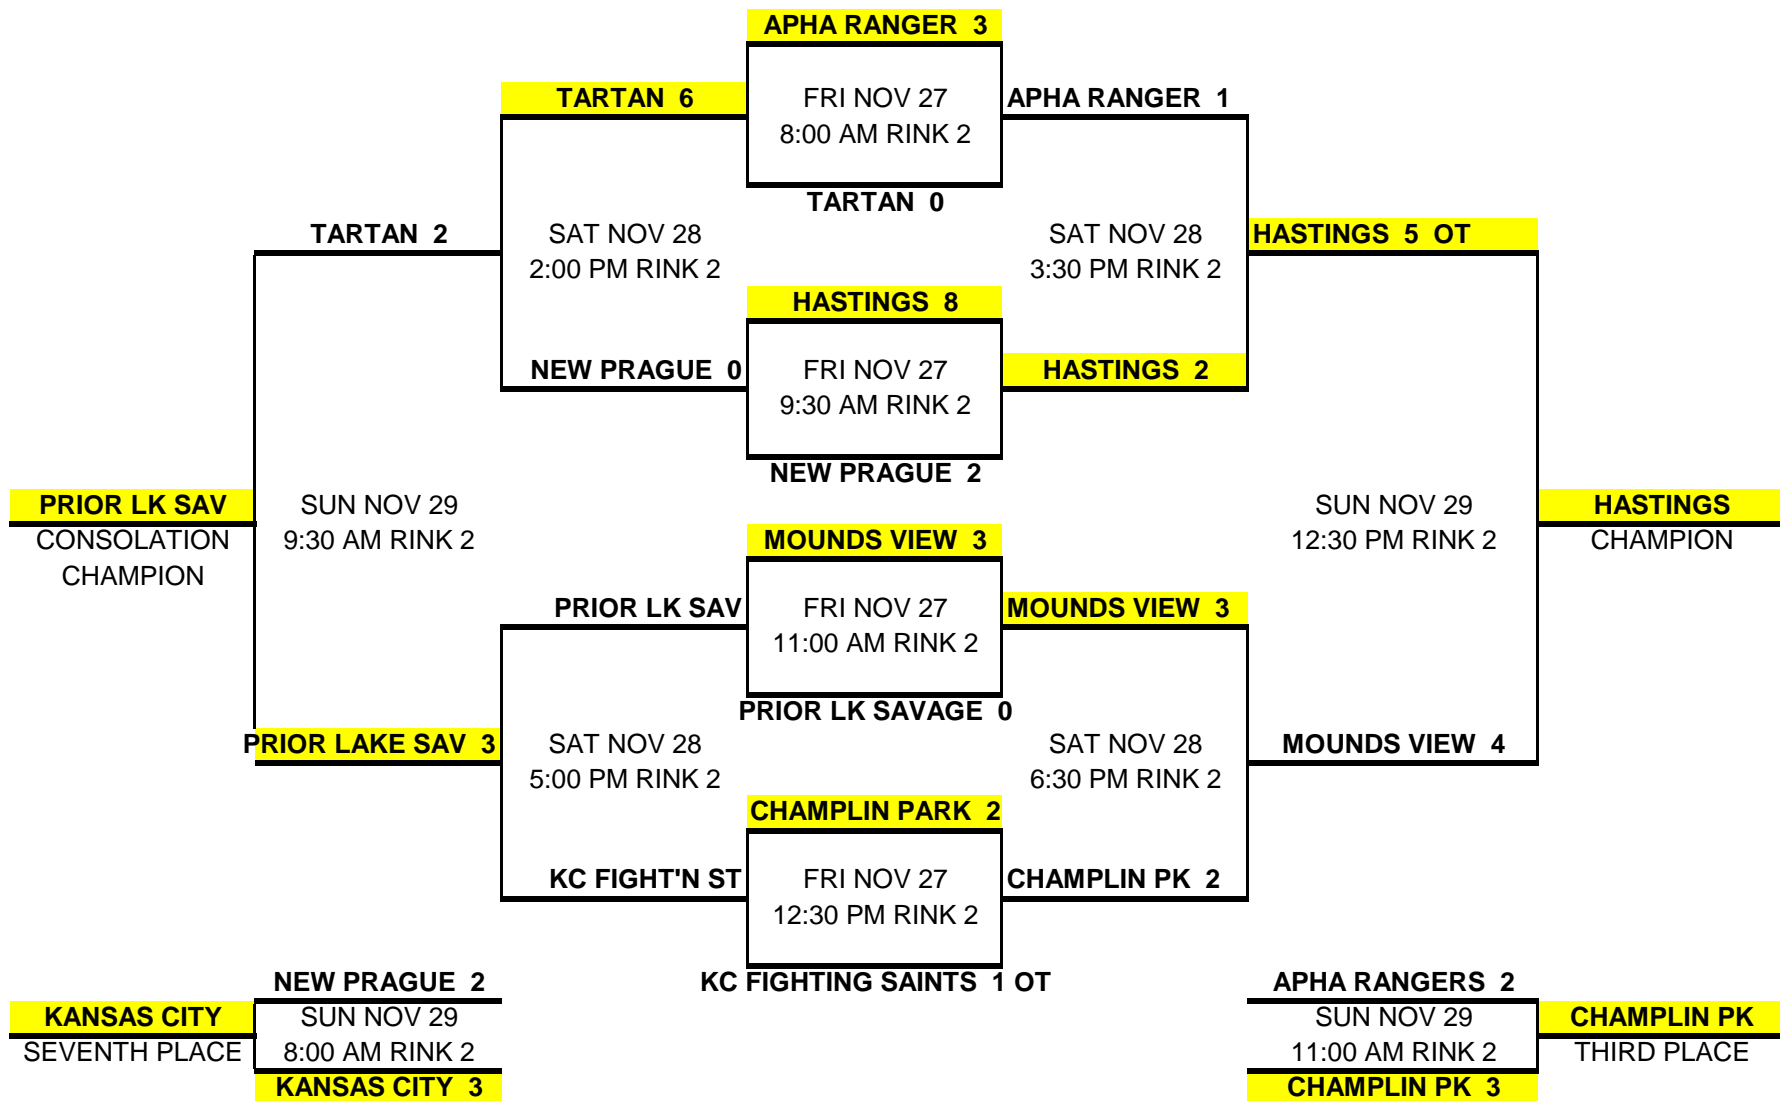 APHA RANGER 3
TARTAN 6
FRI NOV 27
APHA RANGER 1
8:00 AM RINK 2
TARTAN 0
TARTAN 2
SAT NOV 28
SAT NOV 28
HASTINGS 5 OT
2:00 PM RINK 2
3:30 PM RINK 2
HASTINGS 8
NEW PRAGUE 0
FRI NOV 27
HASTINGS 2
9:30 AM RINK 2
NEW PRAGUE 2
PRIOR LK SAV
SUN NOV 29
SUN NOV 29
HASTINGS
CONSOLATION
9:30 AM RINK 2
MOUNDS VIEW 3
12:30 PM RINK 2
CHAMPION
CHAMPION
PRIOR LK SAV
FRI NOV 27
MOUNDS VIEW 3
11:00 AM RINK 2
PRIOR LK SAVAGE 0
PRIOR LAKE SAV 3
SAT NOV 28
SAT NOV 28
MOUNDS VIEW 4
5:00 PM RINK 2
6:30 PM RINK 2
CHAMPLIN PARK 2
KC FIGHT'N ST
FRI NOV 27
CHAMPLIN PK 2
12:30 PM RINK 2
NEW PRAGUE 2
KC FIGHTING SAINTS 1 OT
APHA RANGERS 2
KANSAS CITY
SUN NOV 29
SUN NOV 29
CHAMPLIN PK
SEVENTH PLACE
8:00 AM RINK 2
11:00 AM RINK 2
THIRD PLACE
KANSAS CITY 3
CHAMPLIN PK 3